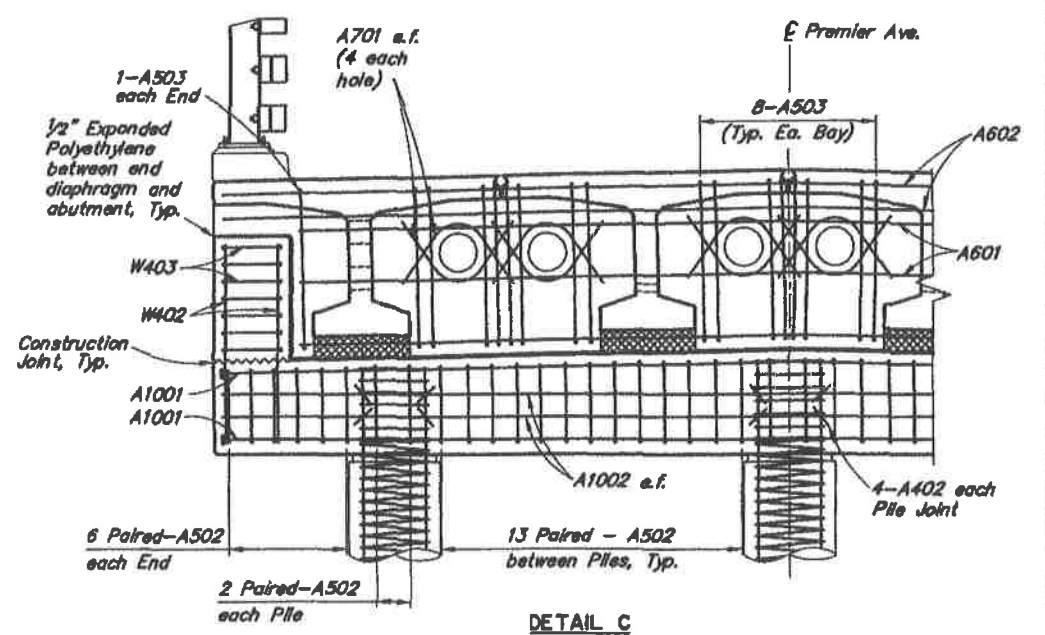 A701 e.f.
(4 each
hole)
℄ Premier Ave.
1-A503
each End
8-A503
(Typ. Ea. Bay)
A602
1/2" Expanded
Polyethylene
between end
diaphragm and
abutment, Typ.
A601
W403
W402
Construction
Joint, Typ.
A1001
A1001
A1002 e.f.
4-A402 each
Pile Joint
6 Paired-A502
each End
13 Paired - A502
between Piles, Typ.
2 Paired-A502
each Pile
DETAIL C